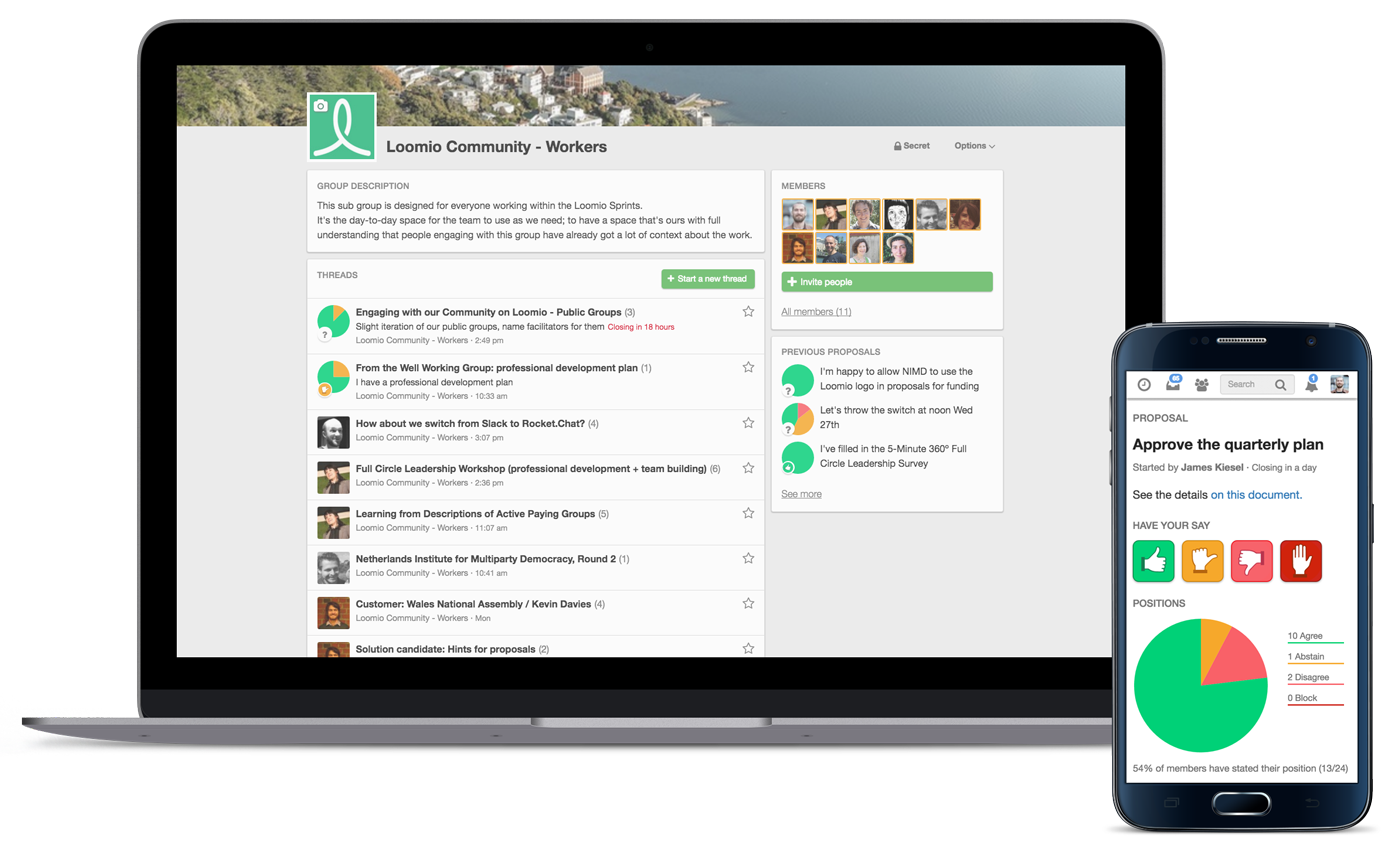 Loomio Community - Workers
Secret
Options
GROUP DESCRIPTION
This sub group is designed for everyone working within the Loomio Sprints.
It's the day-to-day space for the team to use as we need; to have a space that's ours with full
understanding that people engaging with this group have already got a lot of context about the work.
THREADS
+ Start a new thread
Engaging with our Community on Loomio - Public Groups (3)
Slight iteration of our public groups, name facilitators for them Closing in 18 hours
Loomio Community - Workers · 2:49 pm
?
From the Well Working Group: professional development plan (1)
I have a professional development plan
Loomio Community - Workers · 10:33 am
How about we switch from Slack to Rocket.Chat? (4)
Loomio Community - Workers · 3:07 pm
Full Circle Leadership Workshop (professional development + team building) (6)
Loomio Community - Workers · 2:36 pm
Learning from Descriptions of Active Paying Groups (5)
Loomio Community - Workers · 11:07 am
Netherlands Institute for Multiparty Democracy, Round 2 (1)
Loomio Community - Workers · 10:41 am
Customer: Wales National Assembly / Kevin Davies (4)
Loomio Community - Workers · Mon
Solution candidate: Hints for proposals (2)
MEMBERS
+ Invite people
All members (11)
PREVIOUS PROPOSALS
I'm happy to allow NIMD to use the
Loomio logo in proposals for funding
?
Let's throw the switch at noon Wed
27th
?
I've filled in the 5-Minute 360º Full
Circle Leadership Survey
See more
86
Search
1
PROPOSAL
Approve the quarterly plan
Started by James Kiesel · Closing in a day
See the details on this document.
HAVE YOUR SAY
POSITIONS
10 Agree
1 Abstain
2 Disagree
0 Block
54% of members have stated their position (13/24)